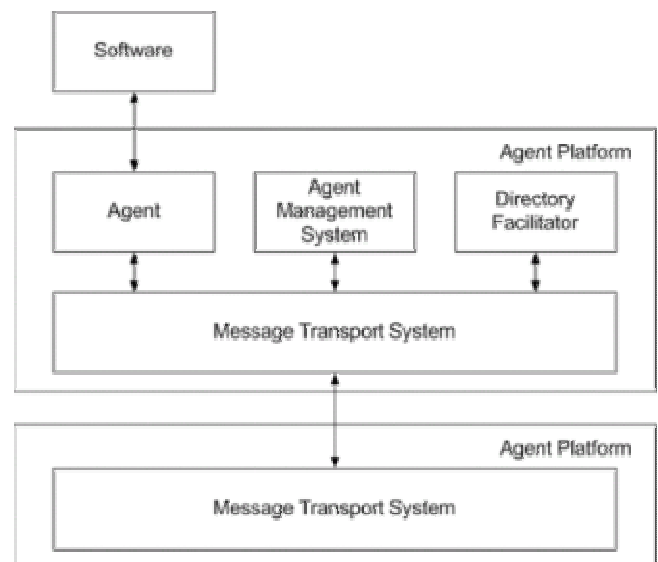 Software
Agent Platform
Agent
Agent
Management
System
Directory
Facilitator
Message Transport System
Agent Platform
Message Transport System